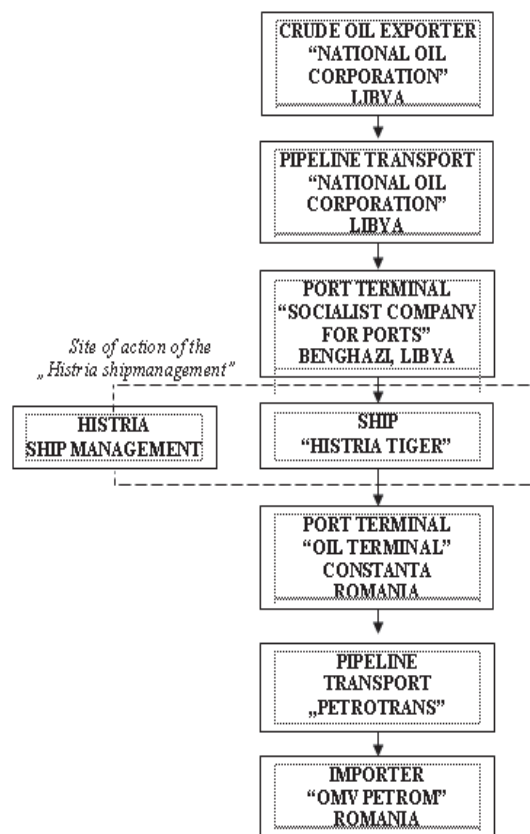 CRUDE OIL EXPORTER
“NATIONAL OIL
CORPORATION”
LIBYA
PIPELINE TRANSPORT
“NATIONAL OIL
CORPORATION”
LIBYA
PORT TERMINAL
“SOCIALIST COMPANY
FOR PORTS”
BENGHAZI, LIBYA
Site of action of the
„Histria shipmanagement”
HISTRIA
SHIP MANAGEMENT
SHIP
“HISTRIA TIGER”
PORT TERMINAL
“OIL TERMINAL”
CONSTANTA
ROMANIA
PIPELINE
TRANSPORT
„PETROTRANS”
IMPORTER
“OMV PETROM”
ROMANIA